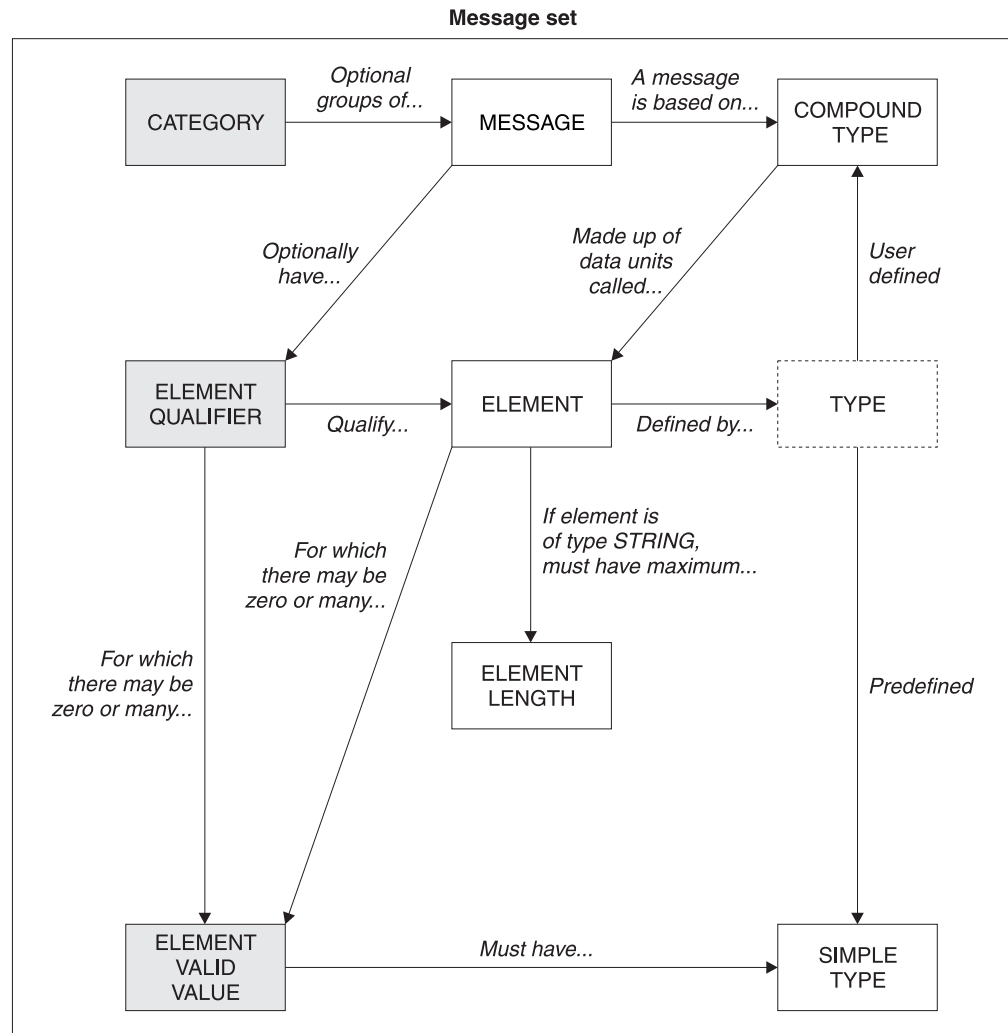 Message set
Optional
groups of...
A message
is based on...
CATEGORY
MESSAGE
COMPOUND
TYPE
Optionally
have...
Made up of
data units
called...
User
defined
ELEMENT
QUALIFIER
Qualify...
ELEMENT
Defined by...
TYPE
For which
there may be
zero or many...
If element is
of type STRING,
must have maximum...
For which
there may be
zero or many...
ELEMENT
LENGTH
Predefined
ELEMENT
VALID
VALUE
Must have...
SIMPLE
TYPE